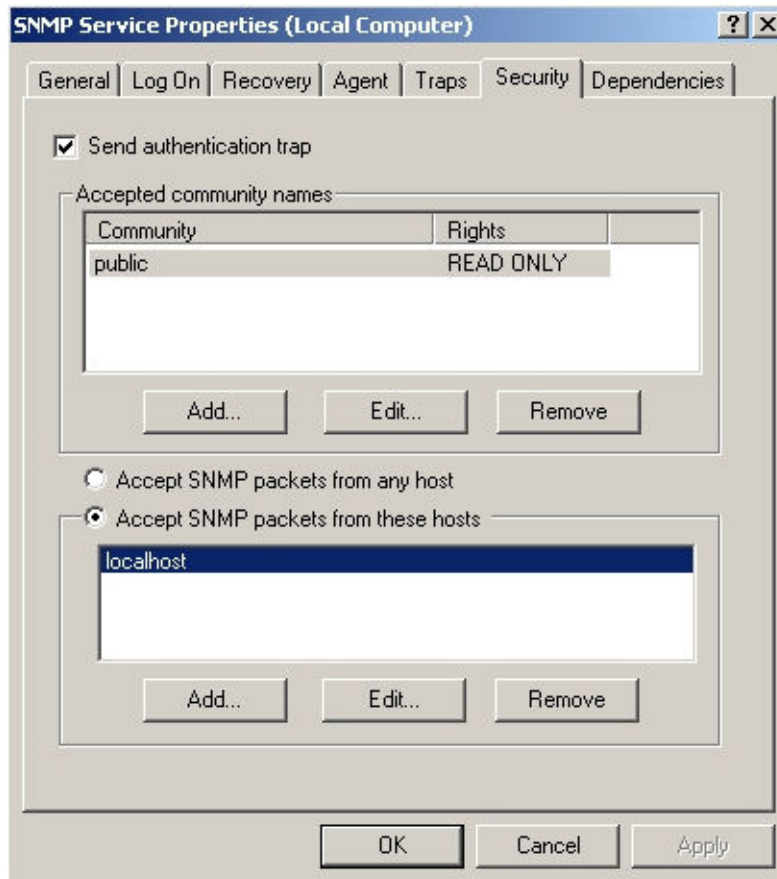 SNMP Service Properties (Local Computer)
General Log On Recovery Agent Traps Security Dependencies
Send authentication trap
Accepted community names
Community Rights
public READ ONLY
Add... Edit... Remove
Accept SNMP packets from any host
Accept SNMP packets from these hosts
localhost
Add... Edit... Remove
OK Cancel Apply